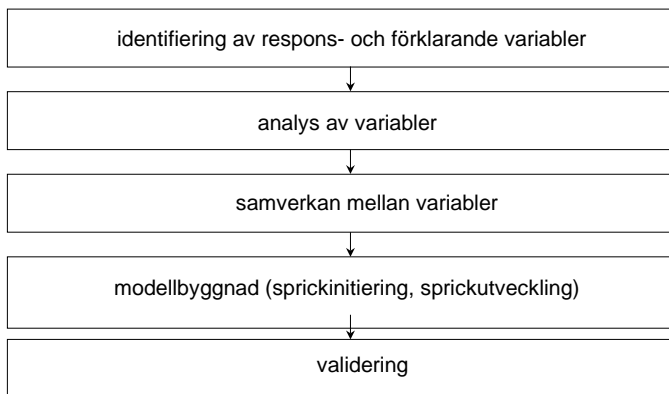 identifiering av respons- och förklarande variabler
analys av variabler
samverkan mellan variabler
modellbyggnad (sprickinitiering, sprickutveckling)
validering